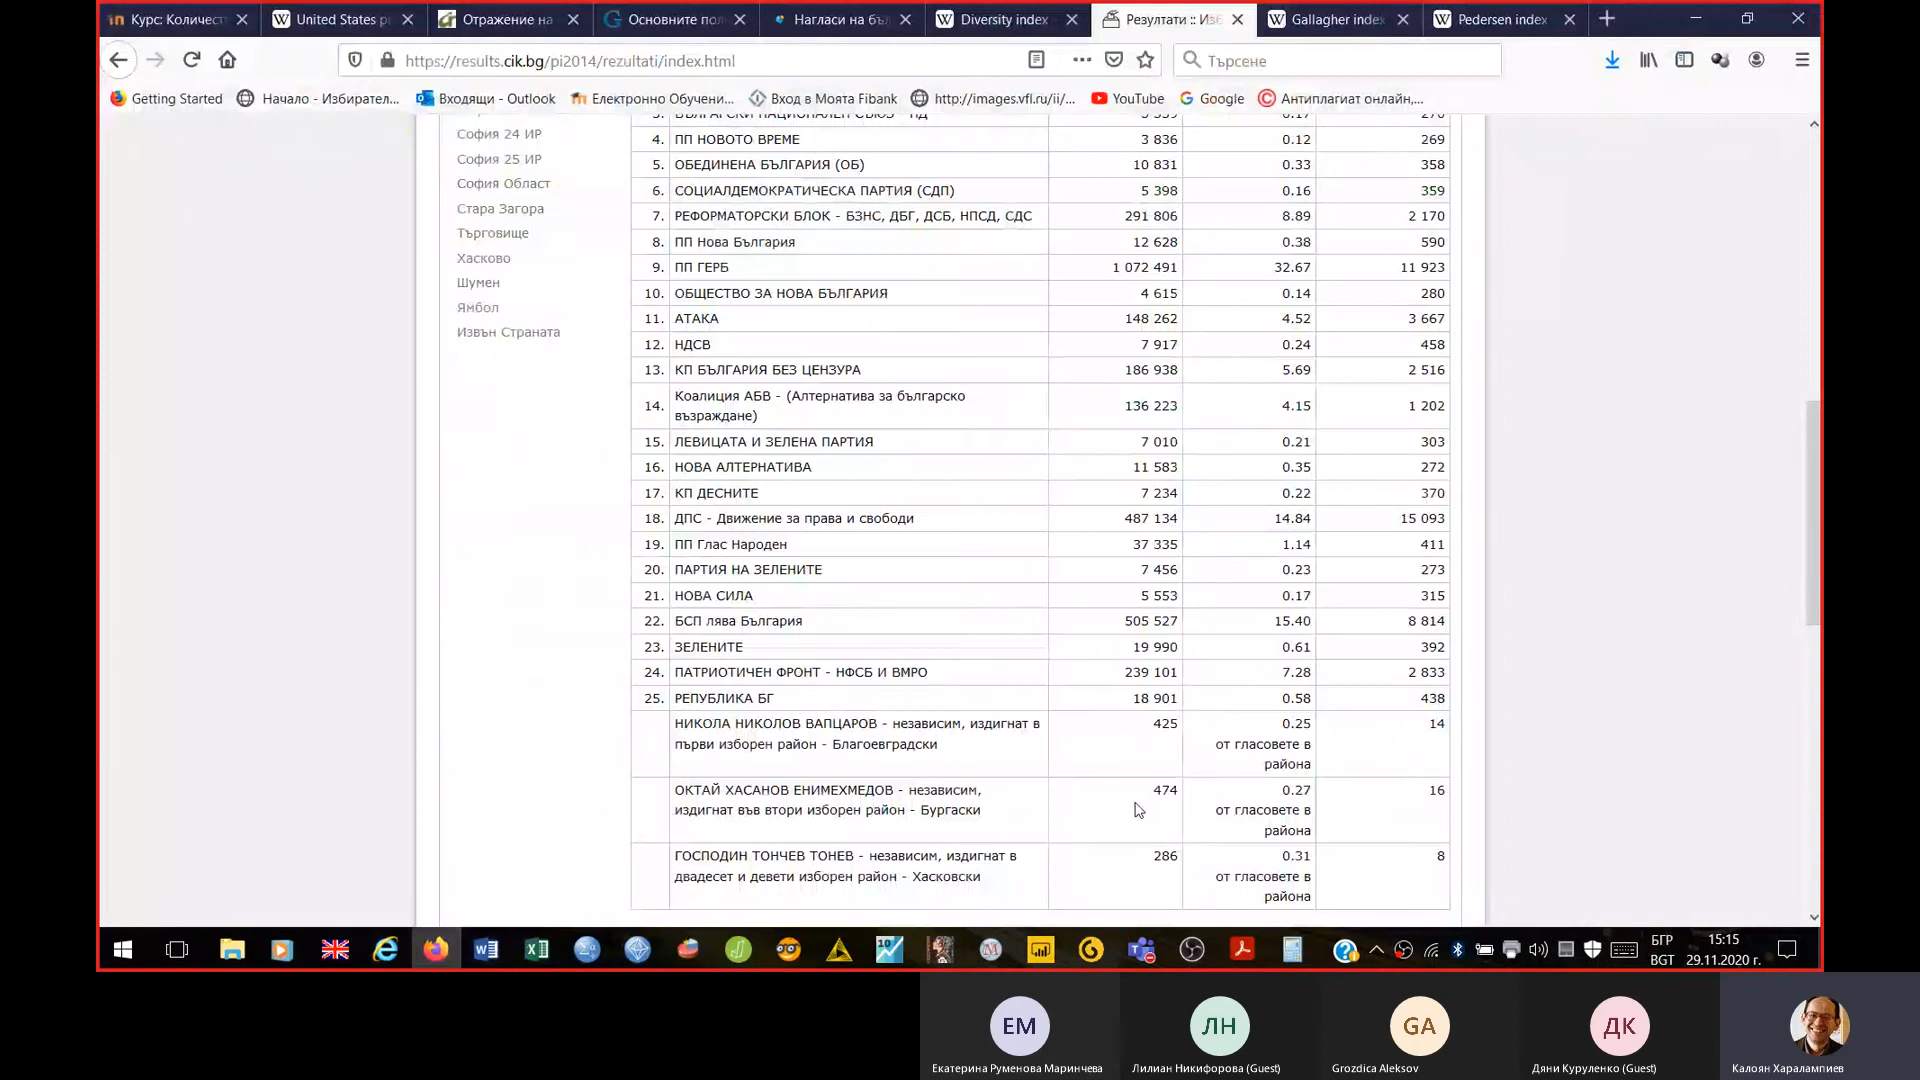 Курс: Количест
United States p
Отражение на
Основните по
Нагласи на бъ
Diversity index
Резултати :: Изб
Gallagher index
Pedersen index
https://results.cik.bg/pi2014/rezultati/index.html
Търсене
Getting Started
Начало - Избирател...
Входящи - Outlook
Електронно Обучени...
Вход в Моята Fibank
http://images.vfl.ru/ii/...
YouTube
Google
Антиплагиат онлайн,...
София 24 ИР
София 25 ИР
София Област
Стара Загора
Търговище
Хасково
Шумен
Ямбол
Извън Страната
3. БЪЛГАРСКИ НАЦИОНАЛЕН СЪЮЗ - НД 0.17 270
4. ПП НОВОТО ВРЕМЕ 3 836 0.12 269
5. ОБЕДИНЕНА БЪЛГАРИЯ (ОБ) 10 831 0.33 358
6. СОЦИАЛДЕМОКРАТИЧЕСКА ПАРТИЯ (СДП) 5 398 0.16 359
7. РЕФОРМАТОРСКИ БЛОК - БЗНС, ДБГ, ДСБ, НПСД, СДС 291 806 8.89 2 170
8. ПП Нова България 12 628 0.38 590
9. ПП ГЕРБ 1 072 491 32.67 11 923
10. ОБЩЕСТВО ЗА НОВА БЪЛГАРИЯ 4 615 0.14 280
11. АТАКА 148 262 4.52 3 667
12. НДСВ 7 917 0.24 458
13. КП БЪЛГАРИЯ БЕЗ ЦЕНЗУРА 186 938 5.69 2 516
14. Коалиция АБВ - (Алтернатива за българско
възраждане) 136 223 4.15 1 202
15. ЛЕВИЦАТА И ЗЕЛЕНА ПАРТИЯ 7 010 0.21 303
16. НОВА АЛТЕРНАТИВА 11 583 0.35 272
17. КП ДЕСНИТЕ 7 234 0.22 370
18. ДПС - Движение за права и свободи 487 134 14.84 15 093
19. ПП Глас Народен 37 335 1.14 411
20. ПАРТИЯ НА ЗЕЛЕНИТЕ 7 456 0.23 273
21. НОВА СИЛА 5 553 0.17 315
22. БСП лява България 505 527 15.40 8 814
23. ЗЕЛЕНИТЕ 19 990 0.61 392
24. ПАТРИОТИЧЕН ФРОНТ - НФСБ И ВМРО 239 101 7.28 2 833
25. РЕПУБЛИКА БГ 18 901 0.58 438
НИКОЛА НИКОЛОВ ВАПЦАРОВ - независим, издигнат в 425 0.25 14
първи изборен район - Благоевградски от гласовете в
района
ОКТАЙ ХАСАНОВ ЕНИМЕХМЕДОВ - независим, 474 0.27 16
издигнат във втори изборен район - Бургаски от гласовете в
района
ГОСПОДИН ТОНЧЕВ ТОНЕВ - независим, издигнат в 286 0.31 8
двадесет и девети изборен район - Хасковски от гласовете в
района
БГР 15:15
BGT 29.11.2020 г.
ЕМ
ЛН
GA
ДК
Екатерина Руменова Маринчева
Лилиан Никифорова (Guest)
Grozdica Aleksov
Дяни Куруленко (Guest)
Калоян Харалампиев